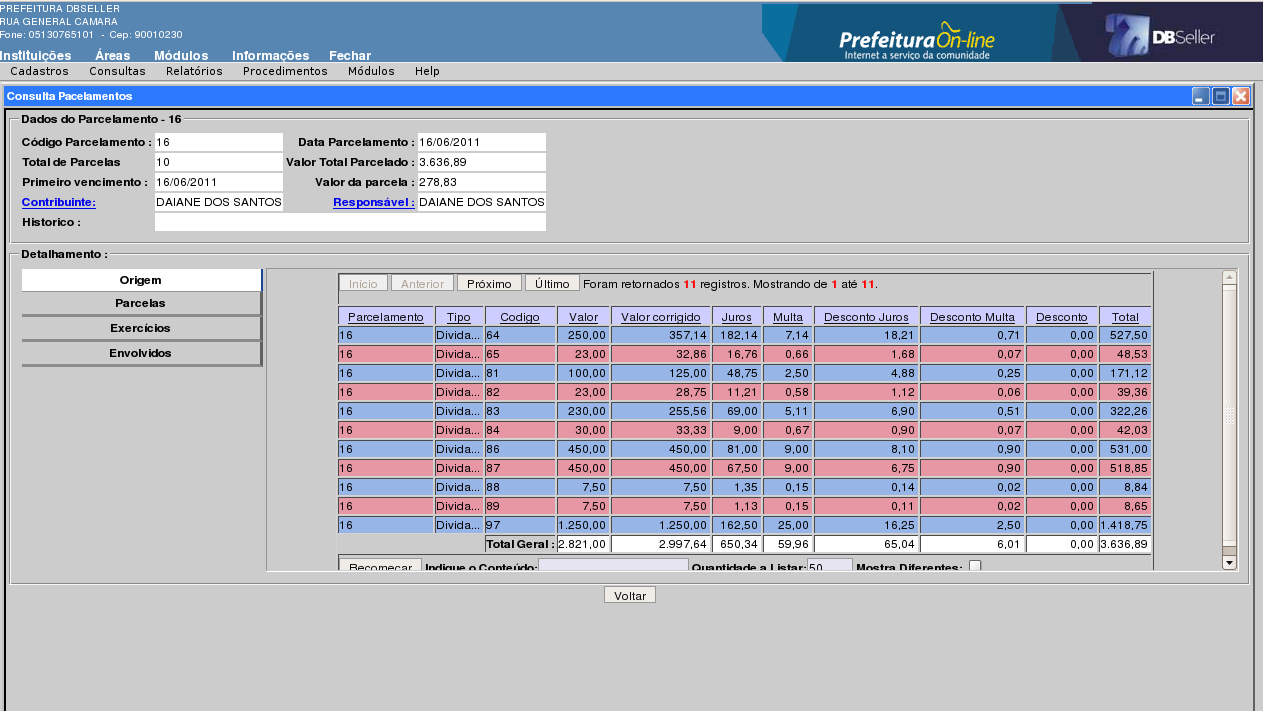 PREFEITURA DBSELLER
RUA GENERAL CAMARA
Fone: 05130765101 - Cep: 90010230
PrefeituraOn-line
Internet a serviço da comunidade
DBSeller
Instituições Áreas Módulos Informações Fechar
Cadastros Consultas Relatórios Procedimentos Módulos Help
Consulta Pacelamentos
Dados do Parcelamento - 16
Código Parcelamento : 16 Data Parcelamento : 16/06/2011
Total de Parcelas 10 Valor Total Parcelado : 3.636,89
Primeiro vencimento : 16/06/2011 Valor da parcela : 278,83
Contribuinte: DAIANE DOS SANTOS Responsável : DAIANE DOS SANTOS
Historico :
Detalhamento :
Origem
Parcelas
Exercícios
Envolvidos
Inicio Anterior Próximo Último Foram retornados 11 registros. Mostrando de 1 até 11.
Parcelamento Tipo Codigo Valor Valor corrigido Juros Multa Desconto Juros Desconto Multa Desconto Total
16 Divida... 64 250,00 357,14 182,14 7,14 18,21 0,71 0,00 527,50
16 Divida... 65 23,00 32,86 16,76 0,66 1,68 0,07 0,00 48,53
16 Divida... 81 100,00 125,00 48,75 2,50 4,88 0,25 0,00 171,12
16 Divida... 82 23,00 28,75 11,21 0,58 1,12 0,06 0,00 39,36
16 Divida... 83 230,00 255,56 69,00 5,11 6,90 0,51 0,00 322,26
16 Divida... 84 30,00 33,33 9,00 0,67 0,90 0,07 0,00 42,03
16 Divida... 86 450,00 450,00 81,00 9,00 8,10 0,90 0,00 531,00
16 Divida... 87 450,00 450,00 67,50 9,00 6,75 0,90 0,00 518,85
16 Divida... 88 7,50 7,50 1,35 0,15 0,14 0,02 0,00 8,84
16 Divida... 89 7,50 7,50 1,13 0,15 0,11 0,02 0,00 8,65
16 Divida... 97 1.250,00 1.250,00 162,50 25,00 16,25 2,50 0,00 1.418,75
Total Geral : 2.821,00 2.997,64 650,34 59,96 65,04 6,01 0,00 3.636,89
Recomeçar Indique o Conteúdo: Quantidade a Listar: 50 Mostra Diferentes:
Voltar